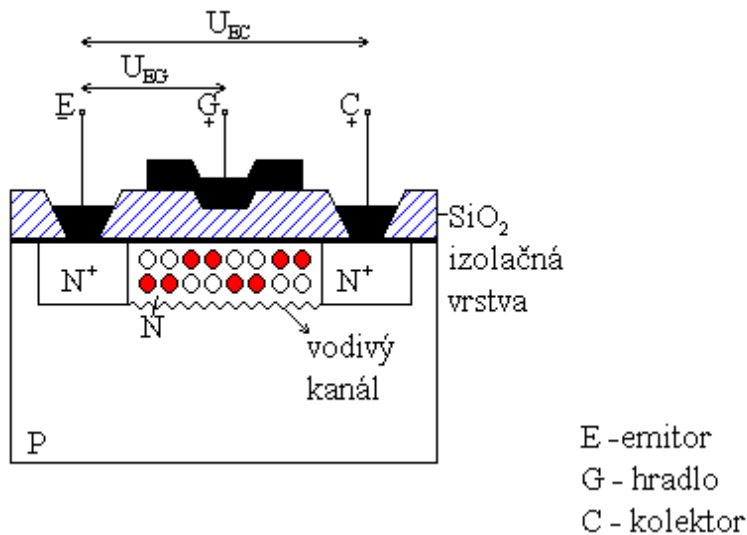 U_EC
U_EG
E G C
- + +
SiO₂
izolačná
vrstva
N⁺ N⁺
N
vodivý
kanál
P
E - emitor
G - hradlo
C - kolektor